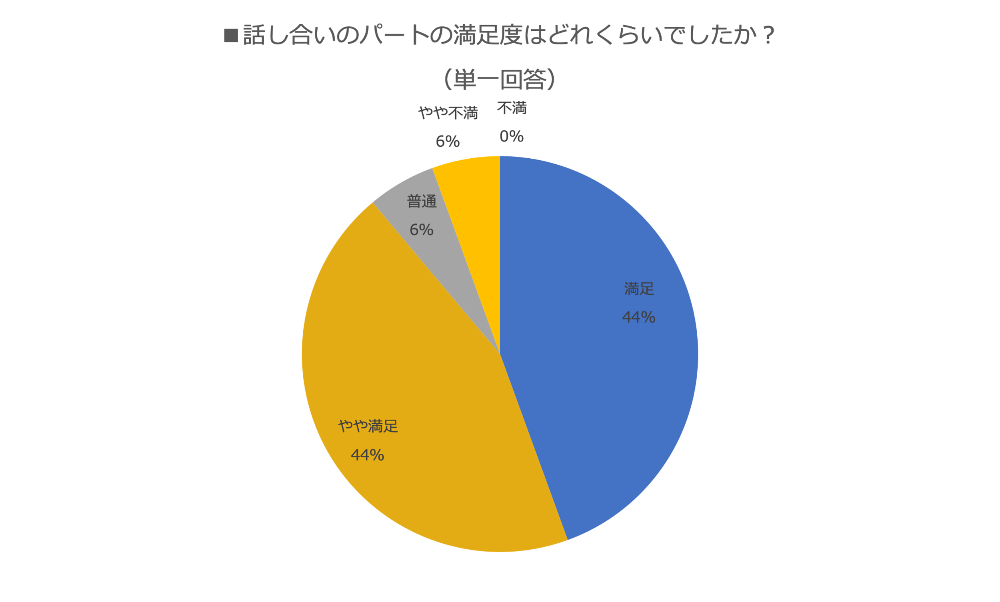 ■話し合いのパートの満足度はどれくらいでしたか？
（単一回答）
やや不満
6%
不満
0%
普通
6%
満足
44%
やや満足
44%